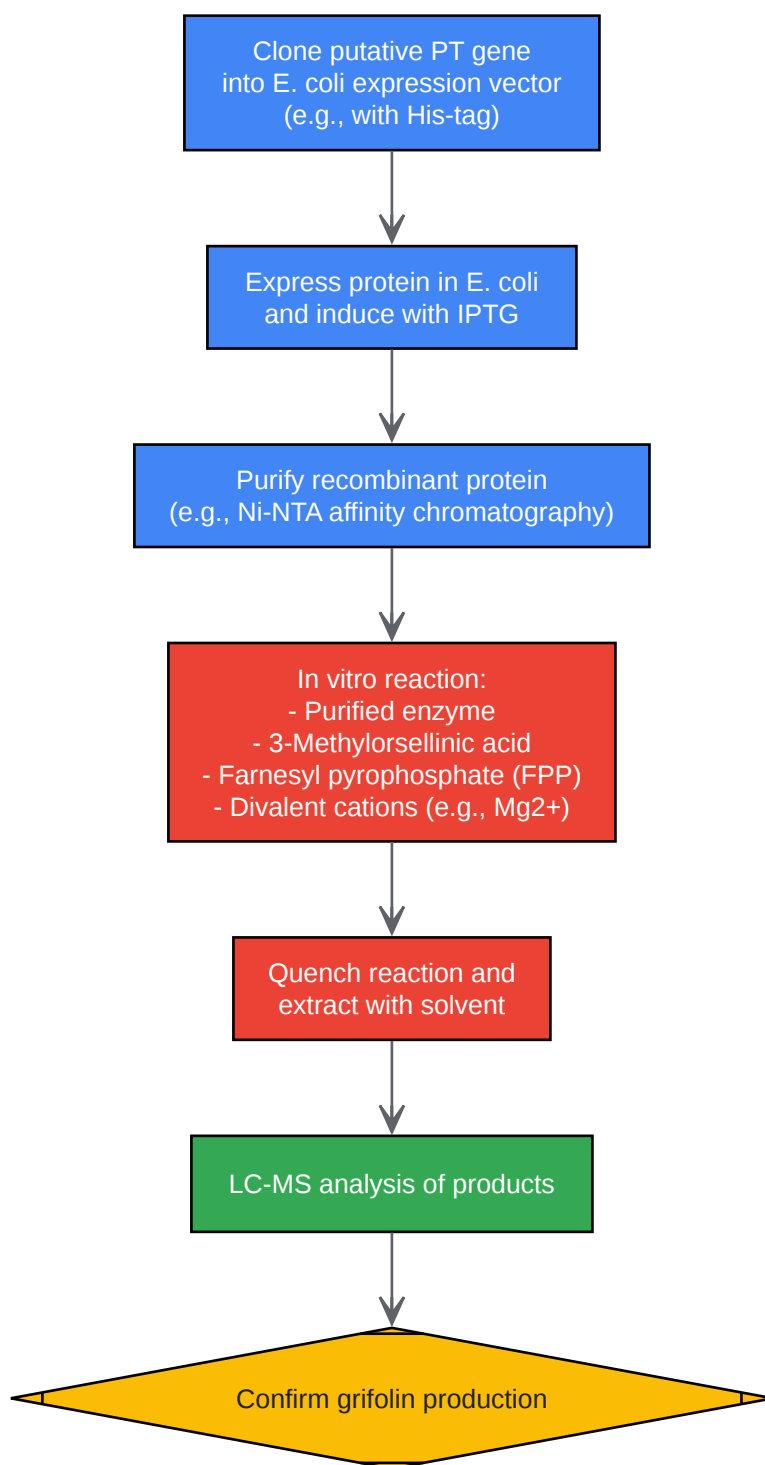 Clone putative PT gene
into E. coli expression vector
(e.g., with His-tag)
Express protein in E. coli
and induce with IPTG
Purify recombinant protein
(e.g., Ni-NTA affinity chromatography)
In vitro reaction:
- Purified enzyme
- 3-Methylorsellinic acid
- Farnesyl pyrophosphate (FPP)
- Divalent cations (e.g., Mg2+)
Quench reaction and
extract with solvent
LC-MS analysis of products
Confirm grifolin production